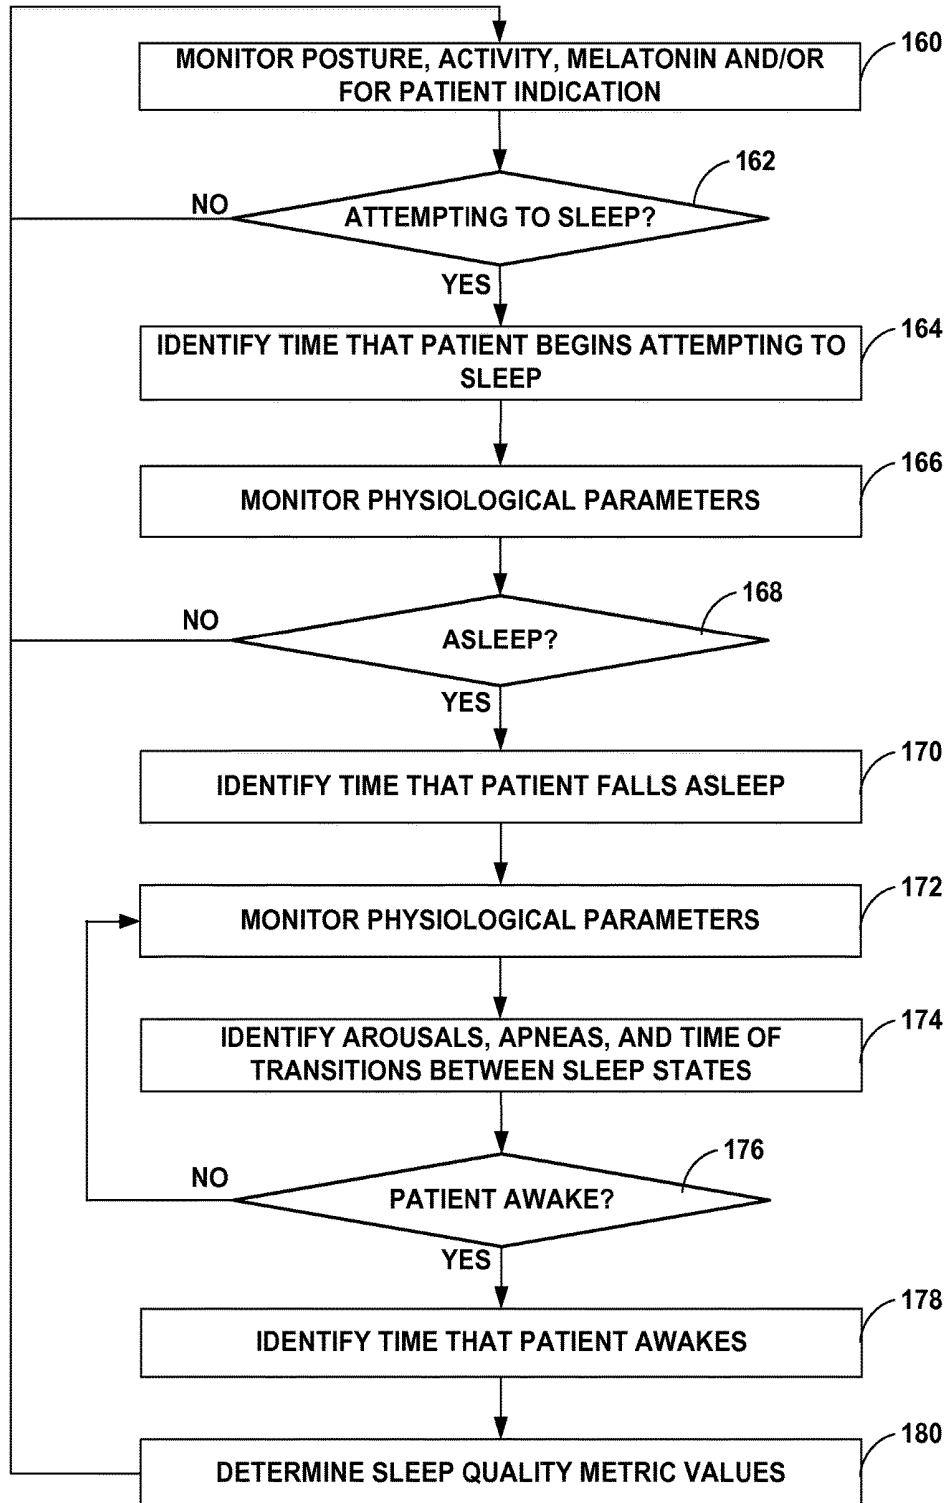 160
MONITOR POSTURE, ACTIVITY, MELATONIN AND/OR
FOR PATIENT INDICATION
162
NO
ATTEMPTING TO SLEEP?
YES
164
IDENTIFY TIME THAT PATIENT BEGINS ATTEMPTING TO
SLEEP
166
MONITOR PHYSIOLOGICAL PARAMETERS
168
NO
ASLEEP?
YES
170
IDENTIFY TIME THAT PATIENT FALLS ASLEEP
172
MONITOR PHYSIOLOGICAL PARAMETERS
174
IDENTIFY AROUSALS, APNEAS, AND TIME OF
TRANSITIONS BETWEEN SLEEP STATES
176
NO
PATIENT AWAKE?
YES
178
IDENTIFY TIME THAT PATIENT AWAKES
180
DETERMINE SLEEP QUALITY METRIC VALUES